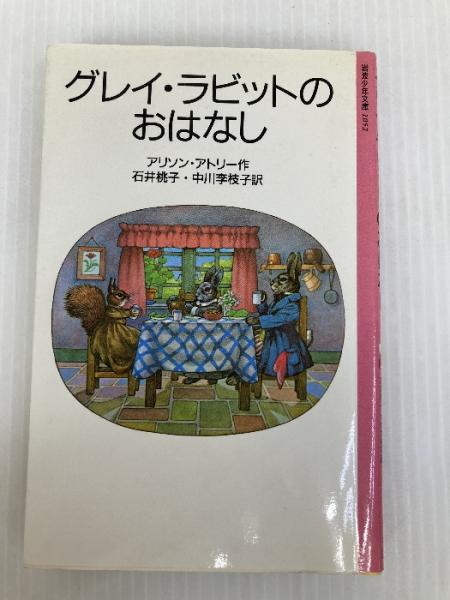 グレイ・ラビットの
おはなし
アリソン・アトリー作
石井桃子・中川李枝子訳
岩波少年文庫 2092